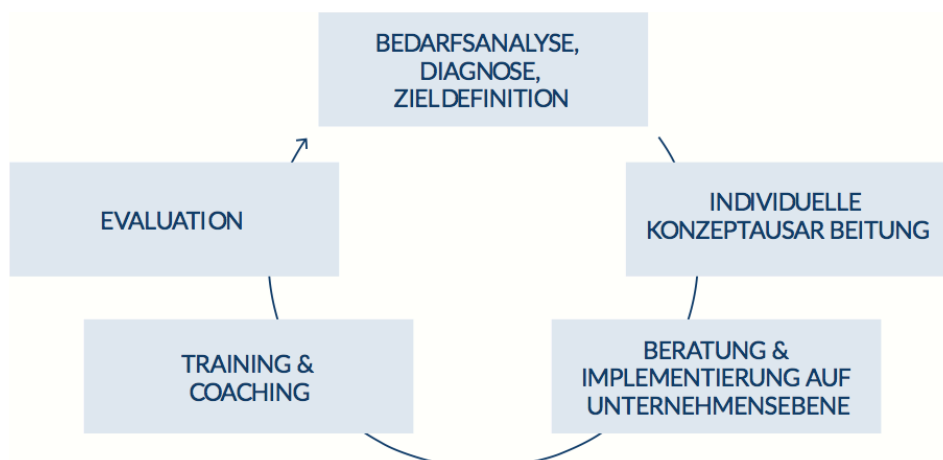 BEDARFSANALYSE,
DIAGNOSE,
ZIELDEFINITION
INDIVIDUELLE
KONZEPTAUSAR BEITUNG
BERATUNG &
IMPLEMENTIERUNG AUF
UNTERNEHMENSEBENE
TRAINING &
COACHING
EVALUATION